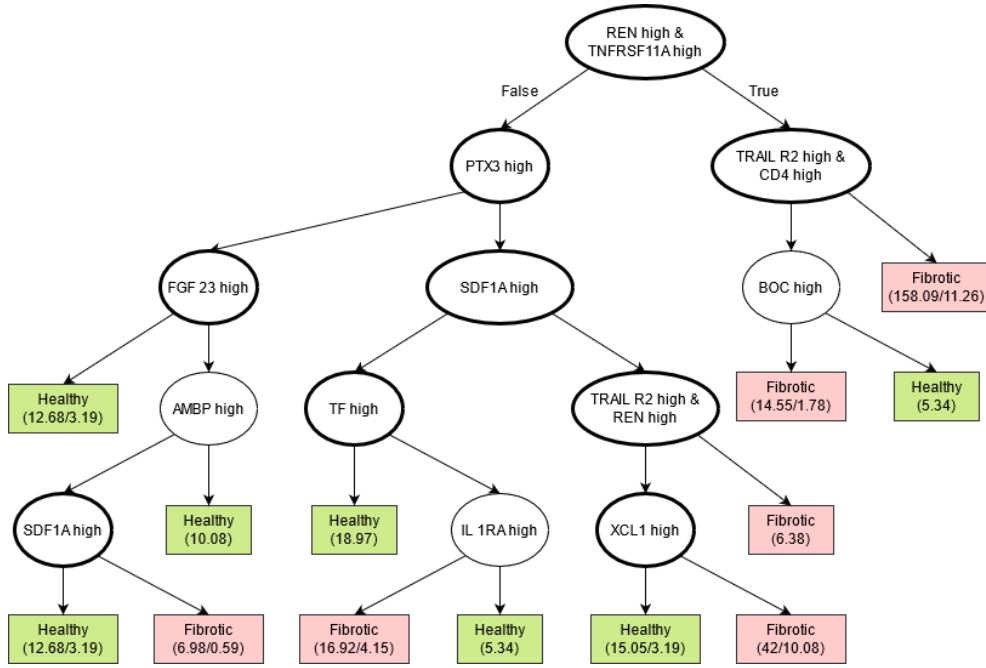 REN high &
TNFRSF11A high
False
True
PTX3 high
TRAIL R2 high &
CD4 high
FGF 23 high
SDF1A high
BOC high
Fibrotic
(158.09/11.26)
Healthy
(12.68/3.19)
AMBP high
TF high
TRAIL R2 high &
REN high
Fibrotic
(14.55/1.78)
Healthy
(5.34)
SDF1A high
Healthy
(10.08)
Healthy
(18.97)
IL 1RA high
XCL1 high
Fibrotic
(6.38)
Healthy
(12.68/3.19)
Fibrotic
(6.98/0.59)
Fibrotic
(16.92/4.15)
Healthy
(5.34)
Healthy
(15.05/3.19)
Fibrotic
(42/10.08)